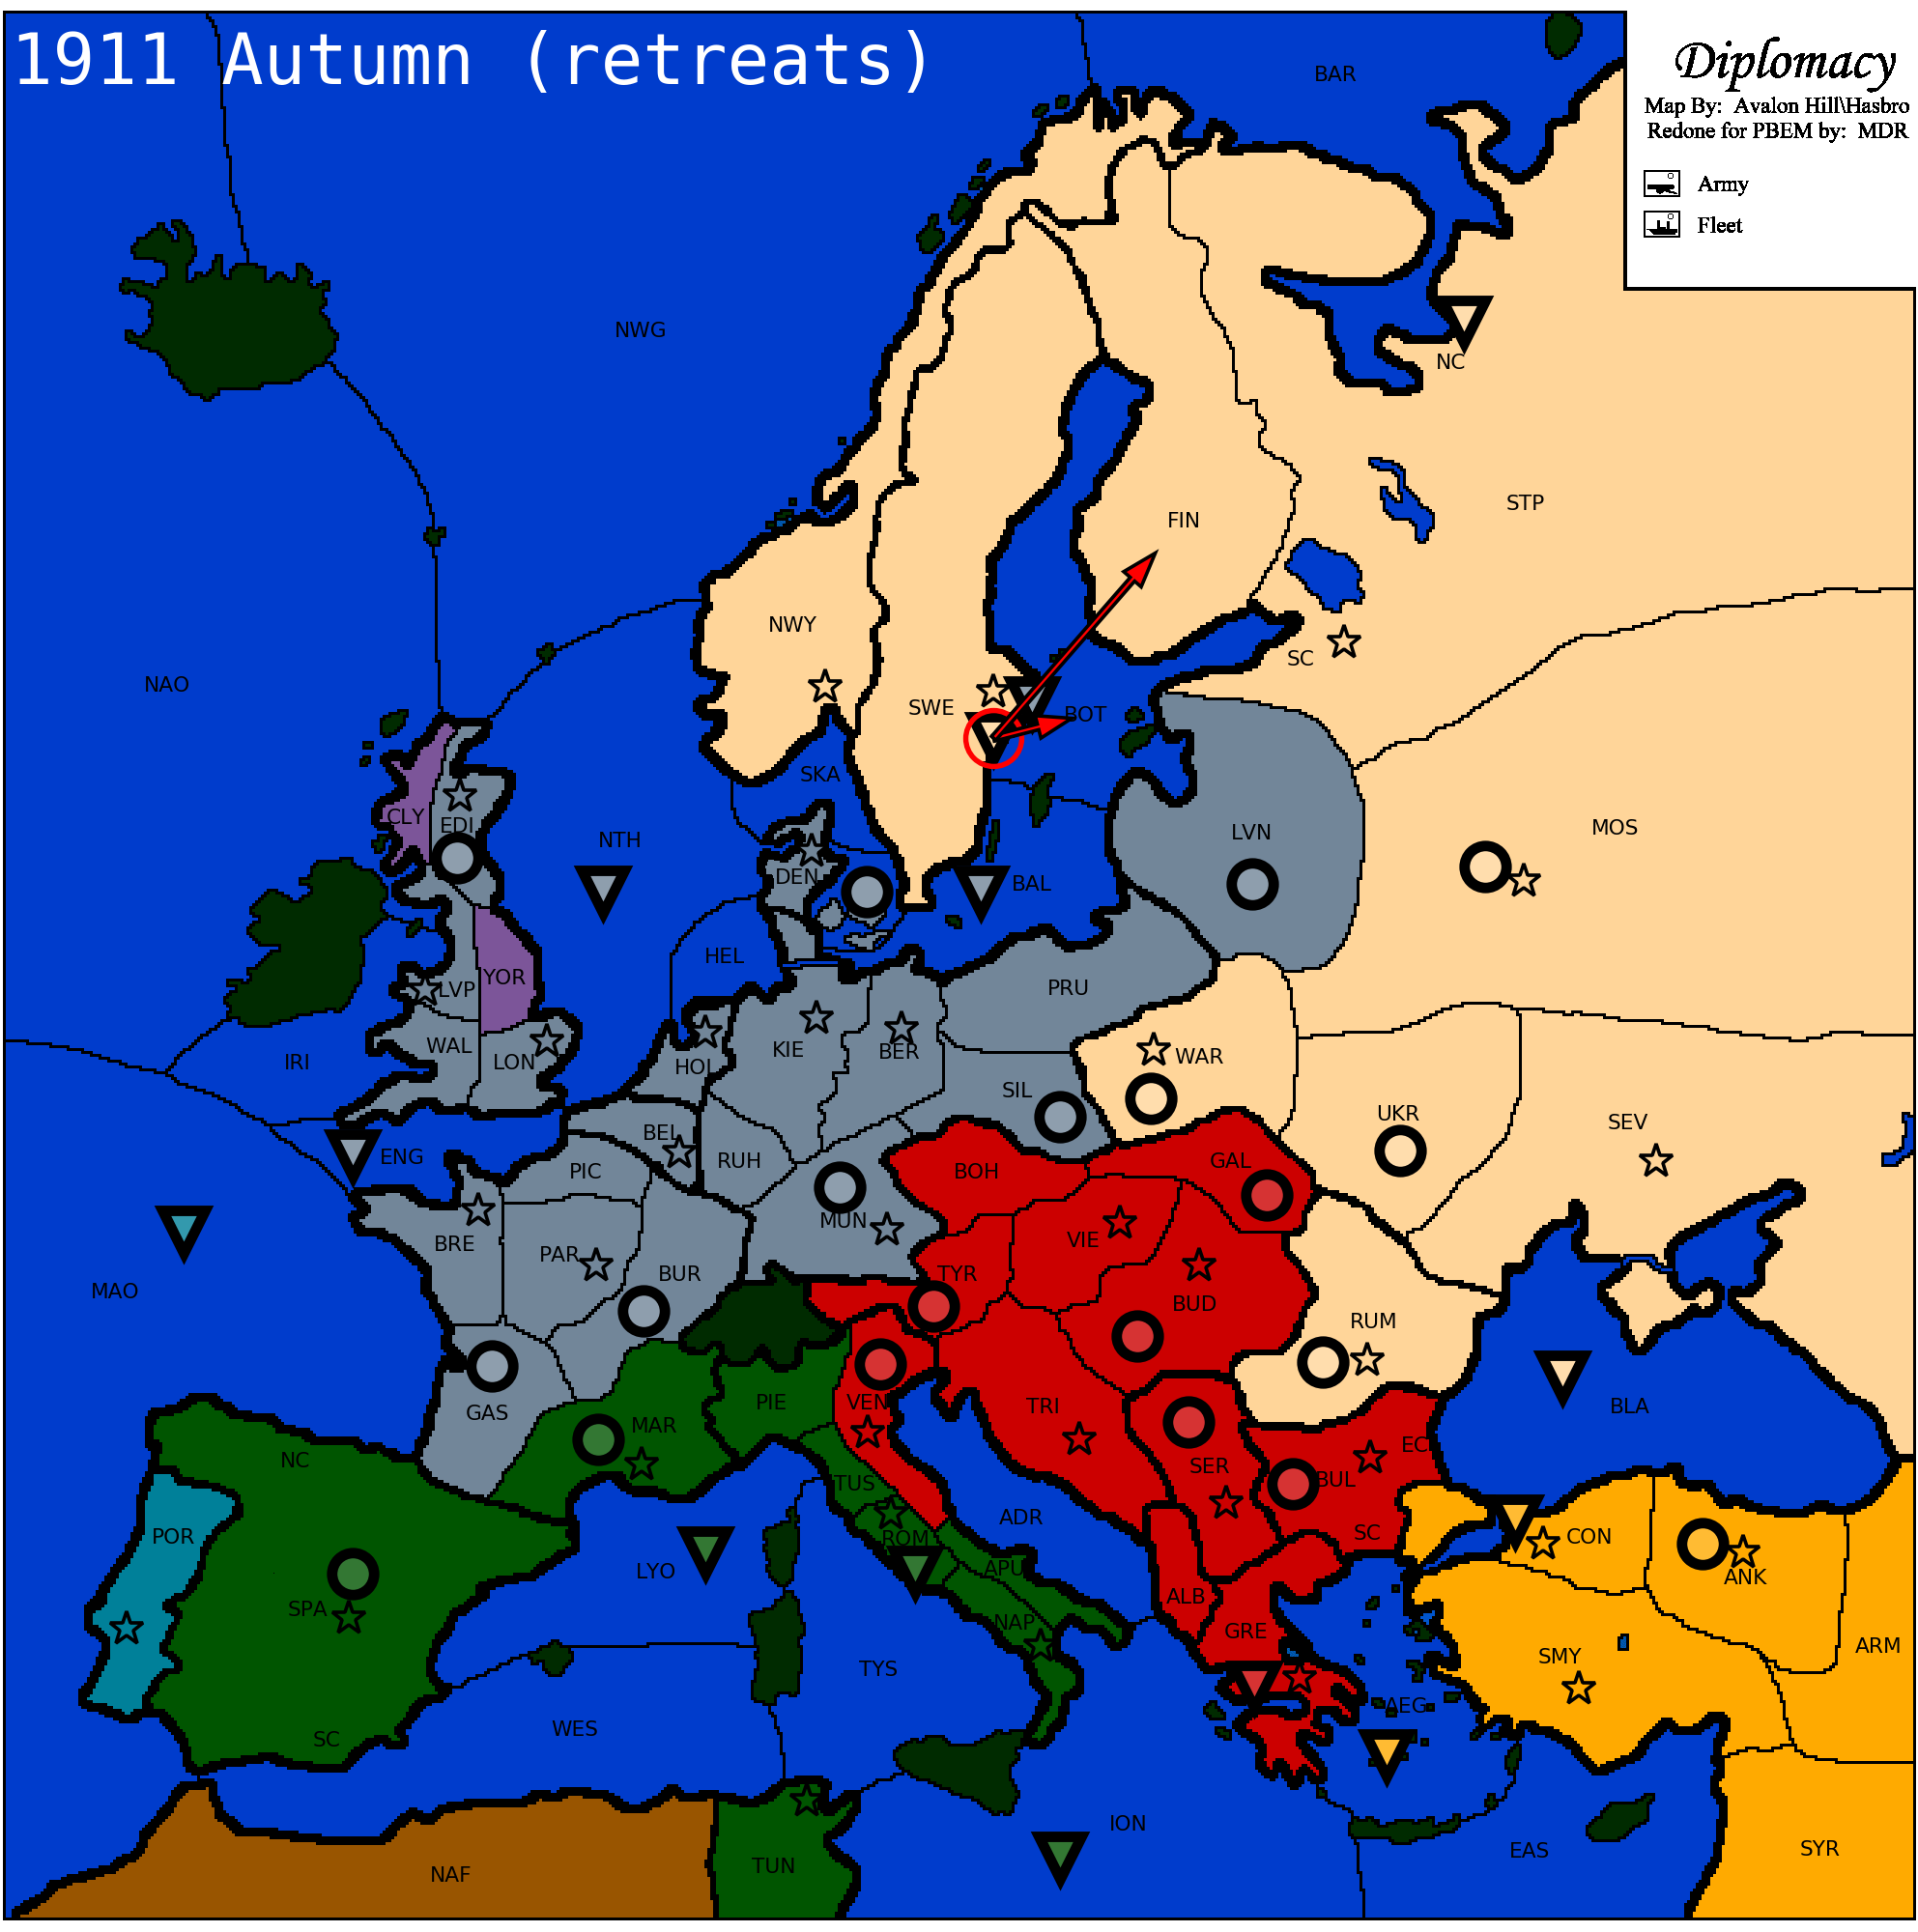 1911 Autumn (retreats)
Diplomacy
Map By: Avalon Hill\Hasbro
Redone for PBEM by: MDR
Army
Fleet
BAR
NWG
NC
STP
FIN
NWY
SC
NAO
SWE
BOT
SKA
CLY
EDI
NTH
LVN
MOS
DEN
BAL
HEL
YOR
LVP
PRU
WAL
LON
IRI
HOL
KIE
BER
WAR
SIL
UKR
SEV
BEL
ENG
PIC
RUH
BOH
GAL
MUN
BRE
PAR
BUR
VIE
TYR
MAO
BUD
RUM
GAS
MAR
PIE
VEN
TRI
BLA
NC
EC
SER
TUS
BUL
POR
ROM
ADR
SC
CON
LYO
APU
ANK
SPA
NAP
ALB
GRE
SMY
ARM
TYS
AEG
WES
SC
ION
EAS
SYR
NAF
TUN